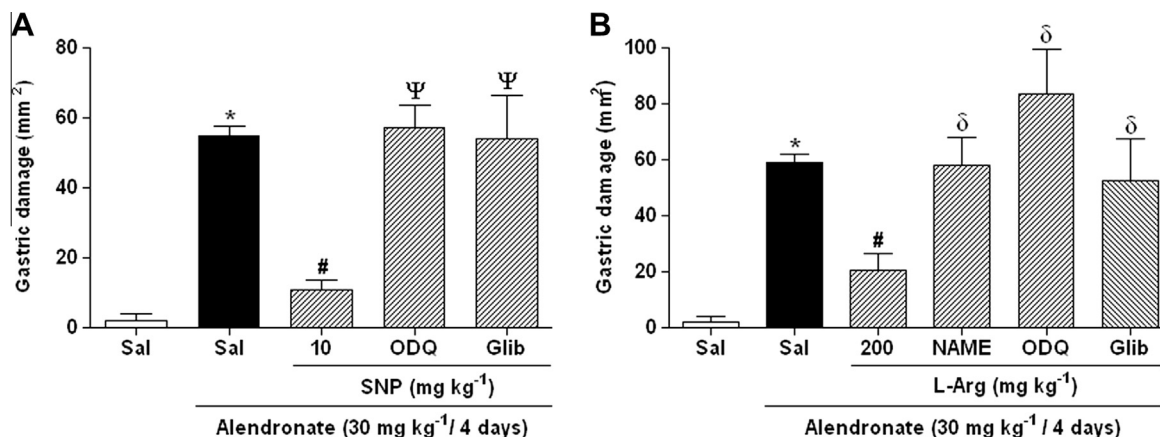 A
Gastric damage (mm²)
80
60
40
20
0
*
#
Ψ
Ψ
Sal
Sal
10
ODQ
Glib
SNP (mg kg⁻¹)
Alendronate (30 mg kg⁻¹/ 4 days)
B
Gastric damage (mm²)
100
80
60
40
20
0
*
#
δ
δ
δ
Sal
Sal
200
NAME
ODQ
Glib
L-Arg (mg kg⁻¹)
Alendronate (30 mg kg⁻¹/ 4 days)